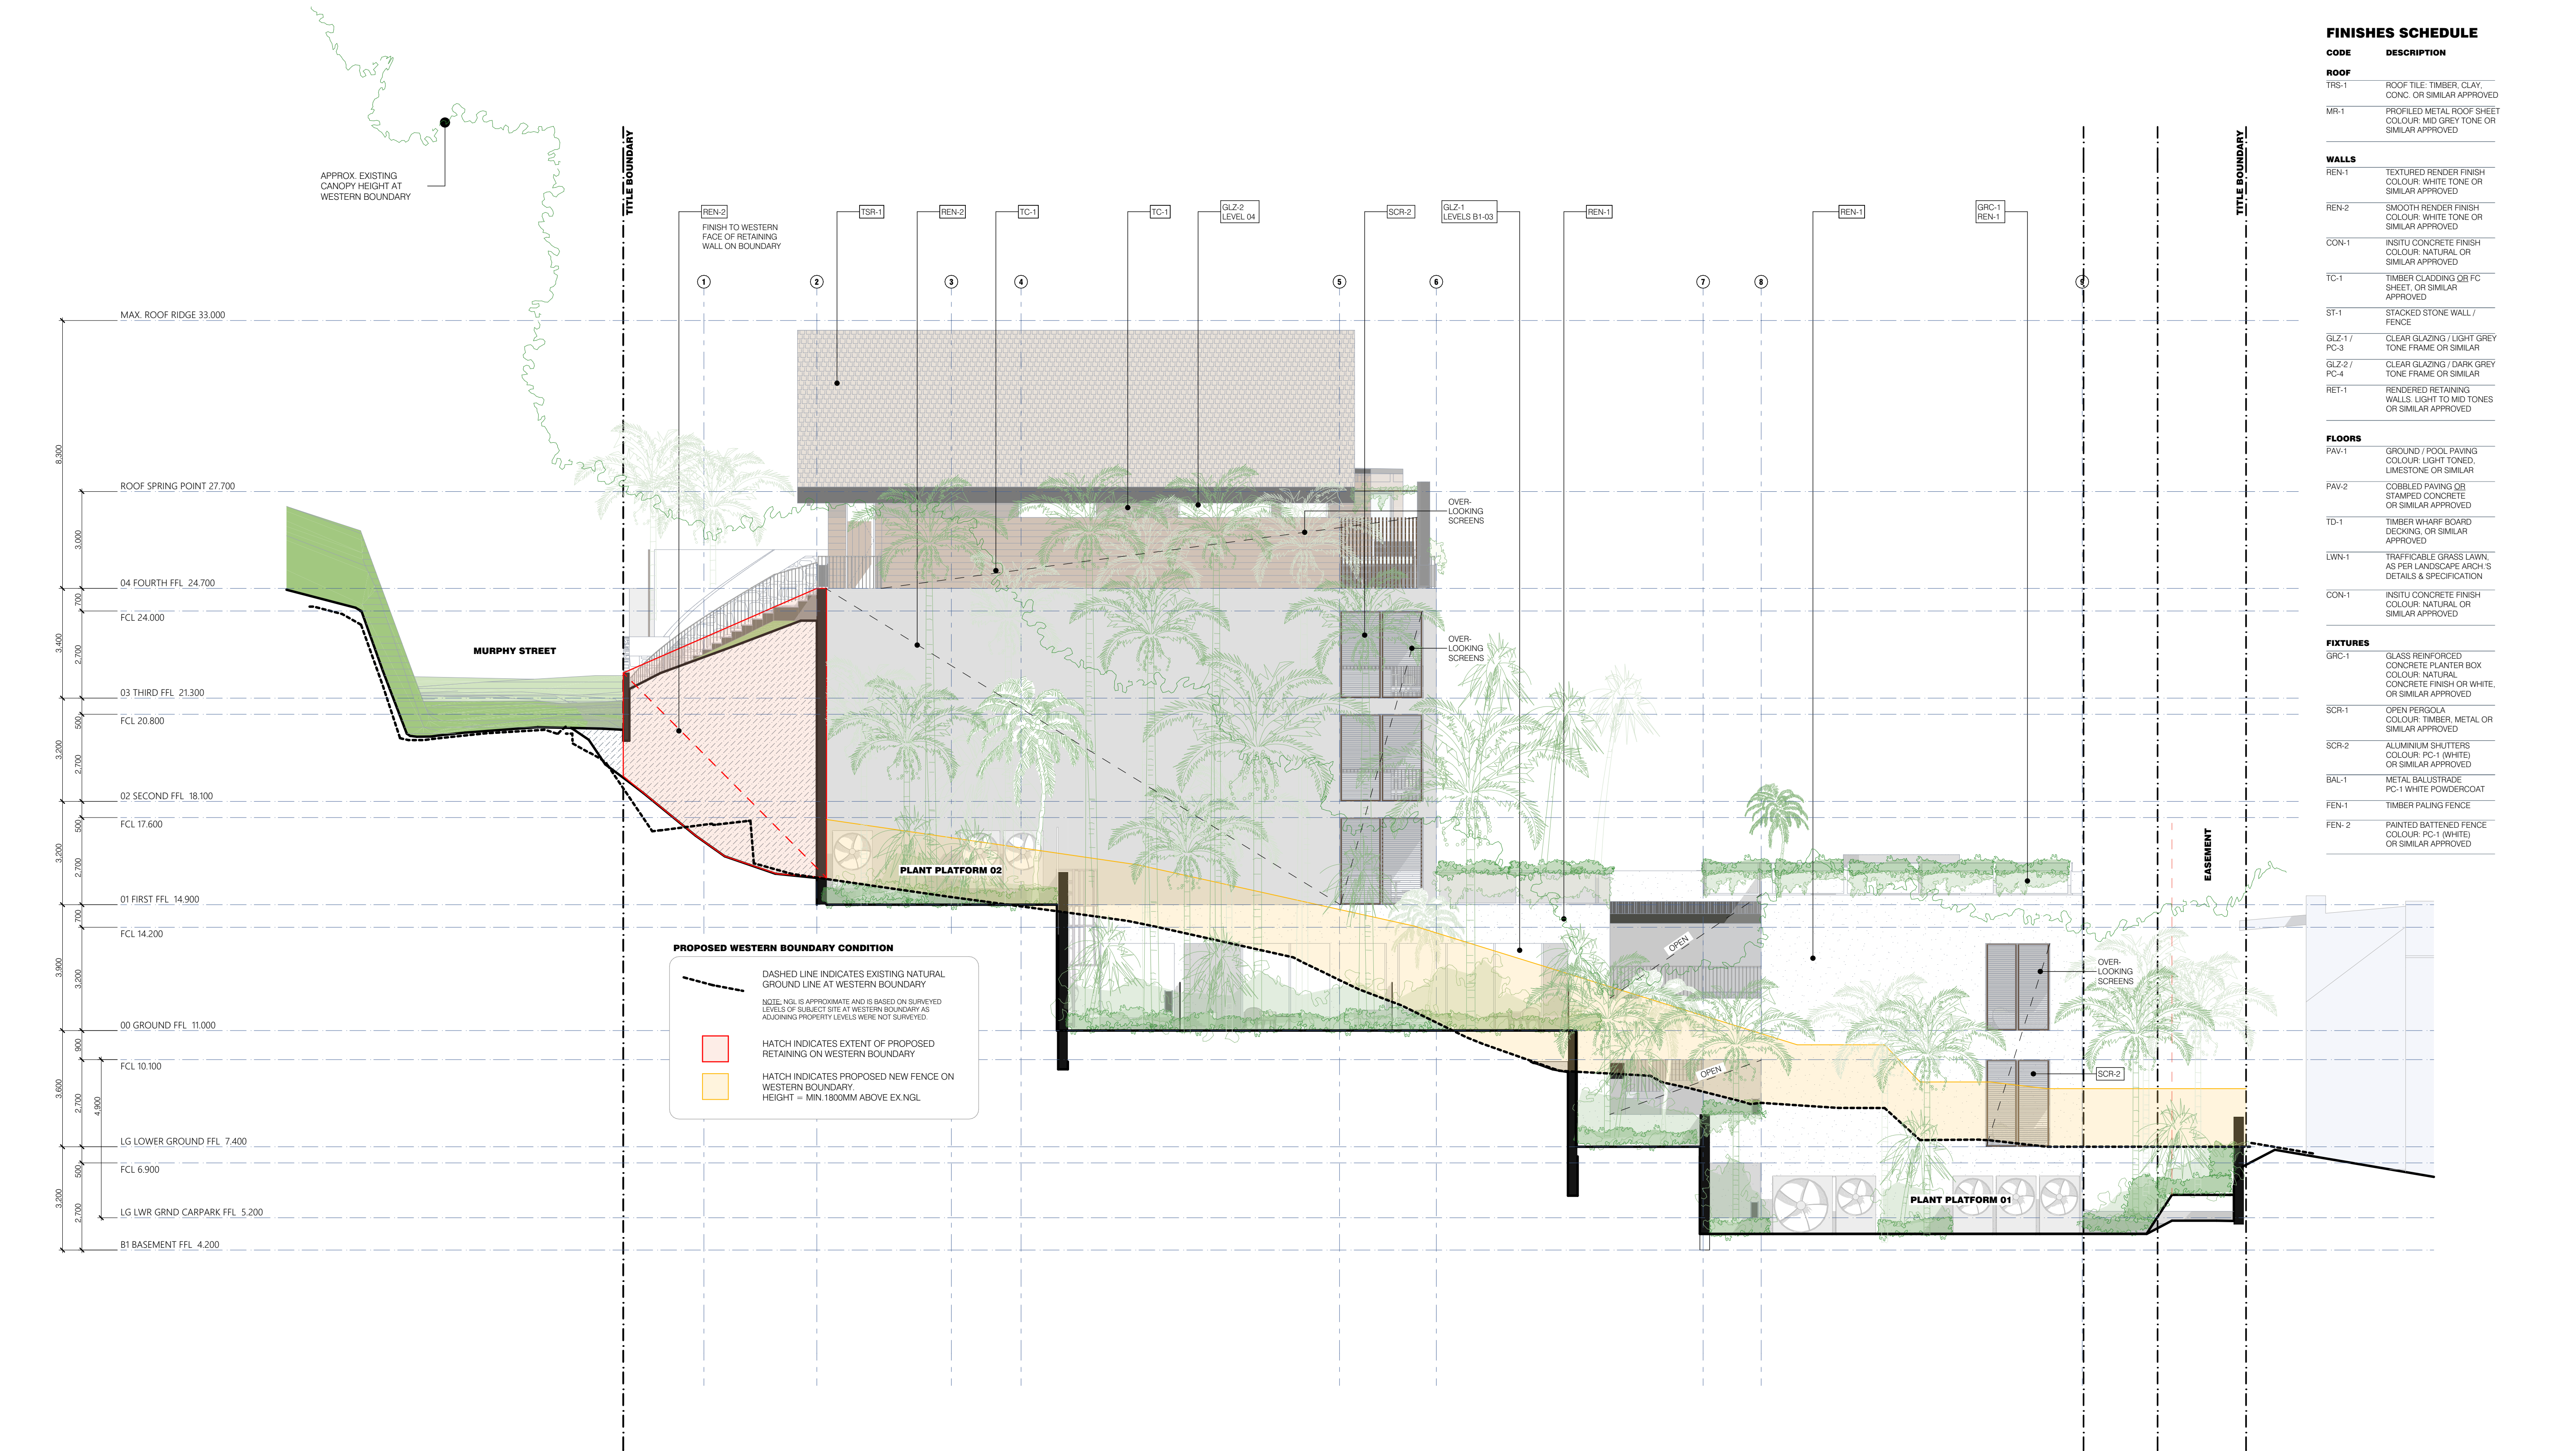 FINISHES SCHEDULE
CODE DESCRIPTION
ROOF
TRS-1 ROOF TILE: TIMBER, CLAY,
CONC. OR SIMILAR APPROVED
MR-1 PROFILED METAL ROOF SHEET
COLOUR: MID GREY TONE OR
SIMILAR APPROVED
WALLS
REN-1 TEXTURED RENDER FINISH
COLOUR: WHITE TONE OR
SIMILAR APPROVED
REN-2 SMOOTH RENDER FINISH
COLOUR: WHITE TONE OR
SIMILAR APPROVED
CON-1 INSITU CONCRETE FINISH
COLOUR: NATURAL OR
SIMILAR APPROVED
TC-1 TIMBER CLADDING OR FC
SHEET, OR SIMILAR
APPROVED
ST-1 STACKED STONE WALL /
FENCE
GLZ-1 / CLEAR GLAZING / LIGHT GREY
PC-3 TONE FRAME OR SIMILAR
GLZ-2 / CLEAR GLAZING / DARK GREY
PC-4 TONE FRAME OR SIMILAR
RET-1 RENDERED RETAINING
WALLS. LIGHT TO MID TONES
OR SIMILAR APPROVED
FLOORS
PAV-1 GROUND / POOL PAVING
COLOUR: LIGHT TONED,
LIMESTONE OR SIMILAR
PAV-2 COBBLED PAVING OR
STAMPED CONCRETE
OR SIMILAR APPROVED
TD-1 TIMBER WHARF BOARD
DECKING, OR SIMILAR
APPROVED
LWN-1 TRAFFICABLE GRASS LAWN,
AS PER LANDSCAPE ARCH.'S
DETAILS & SPECIFICATION
CON-1 INSITU CONCRETE FINISH
COLOUR: NATURAL OR
SIMILAR APPROVED
FIXTURES
GRC-1 GLASS REINFORCED
CONCRETE PLANTER BOX
COLOUR: NATURAL
CONCRETE FINISH OR WHITE,
OR SIMILAR APPROVED
SCR-1 OPEN PERGOLA
COLOUR: TIMBER, METAL OR
SIMILAR APPROVED
SCR-2 ALUMINIUM SHUTTERS
COLOUR: PC-1 (WHITE)
OR SIMILAR APPROVED
BAL-1 METAL BALUSTRADE
PC-1 WHITE POWDERCOAT
FEN-1 TIMBER PALING FENCE
FEN- 2 PAINTED BATTENED FENCE
COLOUR: PC-1 (WHITE)
OR SIMILAR APPROVED
APPROX. EXISTING
CANOPY HEIGHT AT
WESTERN BOUNDARY
TITLE BOUNDARY
TITLE BOUNDARY
REN-2
FINISH TO WESTERN
FACE OF RETAINING
WALL ON BOUNDARY
TSR-1
REN-2
TC-1
TC-1
GLZ-2
LEVEL 04
SCR-2
GLZ-1
LEVELS B1-03
REN-1
REN-1
GRC-1
REN-1
1
2
3
4
5
6
7
8
9
MAX. ROOF RIDGE 33.000
ROOF SPRING POINT 27.700
04 FOURTH FFL 24.700
FCL 24.000
03 THIRD FFL 21.300
FCL 20.800
02 SECOND FFL 18.100
FCL 17.600
01 FIRST FFL 14.900
FCL 14.200
00 GROUND FFL 11.000
FCL 10.100
LG LOWER GROUND FFL 7.400
FCL 6.900
LG LWR GRND CARPARK FFL 5.200
B1 BASEMENT FFL 4.200
8.300
3.400
3.200
3.200
3.900
3.600
3.200
3.000
700
2.700
500
2.700
500
2.700
700
3.200
900
2.700
500
2.700
4.900
MURPHY STREET
OVER-
LOOKING
SCREENS
OVER-
LOOKING
SCREENS
PLANT PLATFORM 02
OPEN
OPEN
OVER-
LOOKING
SCREENS
SCR-2
EASEMENT
PLANT PLATFORM 01
PROPOSED WESTERN BOUNDARY CONDITION
DASHED LINE INDICATES EXISTING NATURAL
GROUND LINE AT WESTERN BOUNDARY
NOTE: NGL IS APPROXIMATE AND IS BASED ON SURVEYED
LEVELS OF SUBJECT SITE AT WESTERN BOUNDARY AS
ADJOINING PROPERTY LEVELS WERE NOT SURVEYED.
HATCH INDICATES EXTENT OF PROPOSED
RETAINING ON WESTERN BOUNDARY
HATCH INDICATES PROPOSED NEW FENCE ON
WESTERN BOUNDARY.
HEIGHT = MIN.1800MM ABOVE EX.NGL